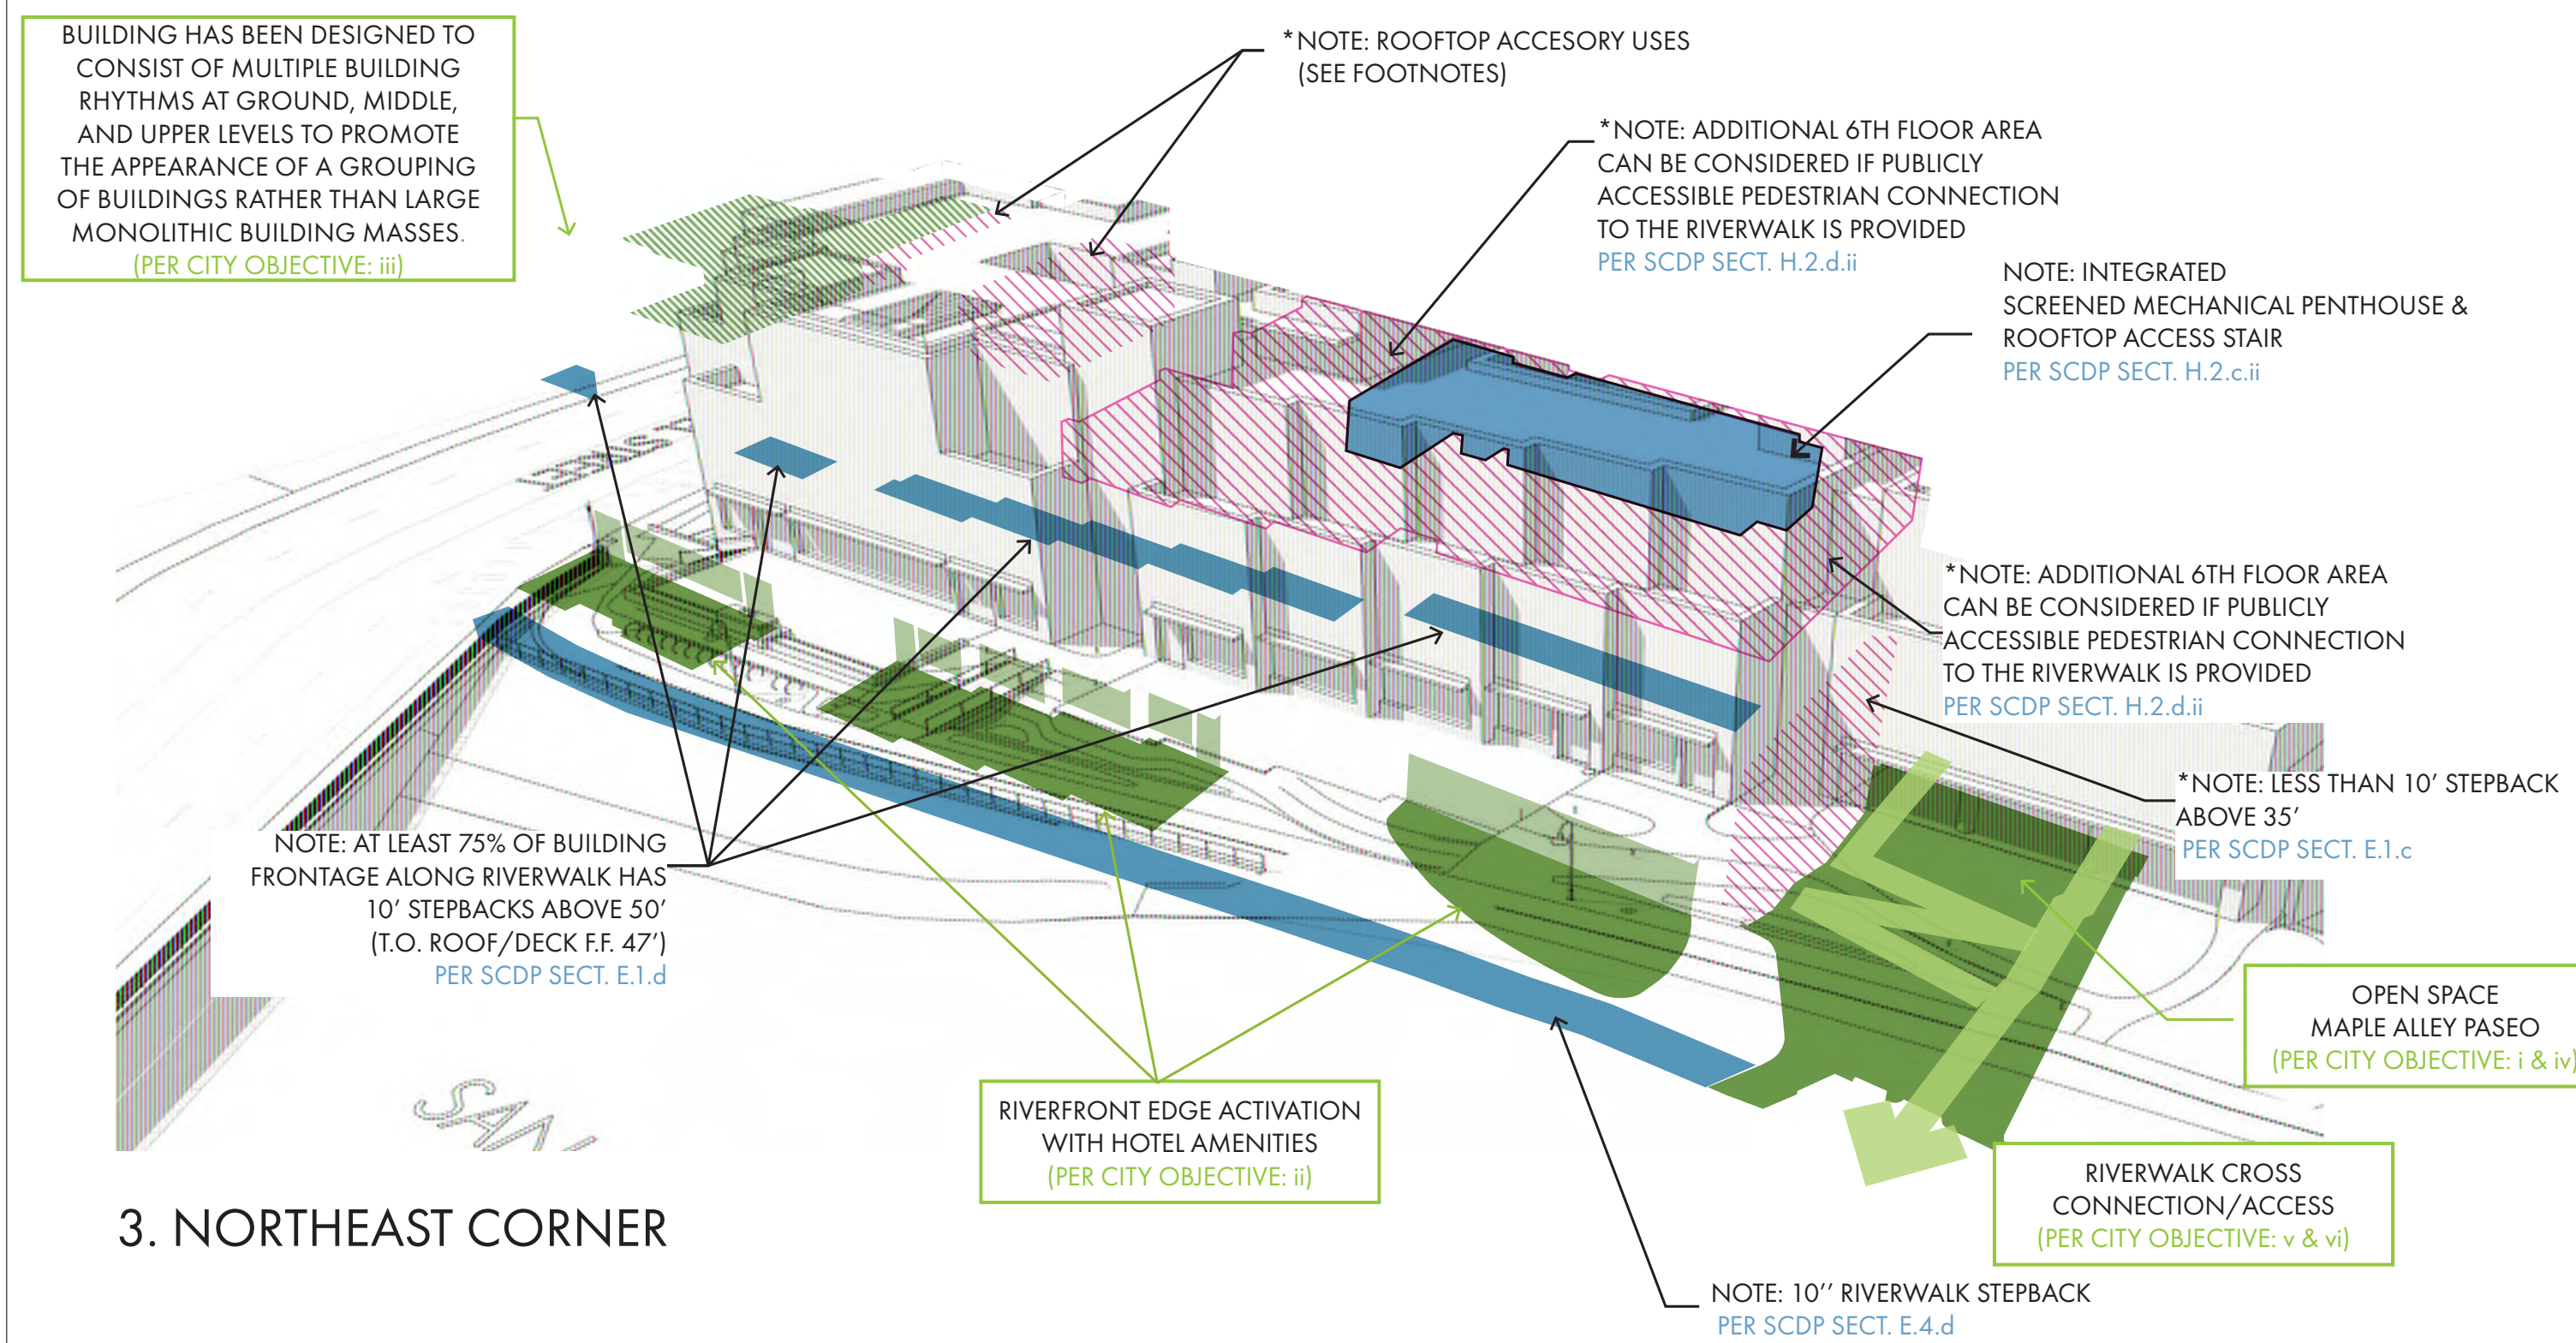 BUILDING HAS BEEN DESIGNED TO
CONSIST OF MULTIPLE BUILDING
RHYTHMS AT GROUND, MIDDLE,
AND UPPER LEVELS TO PROMOTE
THE APPEARANCE OF A GROUPING
OF BUILDINGS RATHER THAN LARGE
MONOLITHIC BUILDING MASSES.
(PER CITY OBJECTIVE: iii)
*NOTE: ROOFTOP ACCESORY USES
(SEE FOOTNOTES)
*NOTE: ADDITIONAL 6TH FLOOR AREA
CAN BE CONSIDERED IF PUBLICLY
ACCESSIBLE PEDESTRIAN CONNECTION
TO THE RIVERWALK IS PROVIDED
PER SCDP SECT. H.2.d.ii
NOTE: INTEGRATED
SCREENED MECHANICAL PENTHOUSE &
ROOFTOP ACCESS STAIR
PER SCDP SECT. H.2.c.ii
*NOTE: ADDITIONAL 6TH FLOOR AREA
CAN BE CONSIDERED IF PUBLICLY
ACCESSIBLE PEDESTRIAN CONNECTION
TO THE RIVERWALK IS PROVIDED
PER SCDP SECT. H.2.d.ii
*NOTE: LESS THAN 10' STEPBACK
ABOVE 35'
PER SCDP SECT. E.1.c
NOTE: AT LEAST 75% OF BUILDING
FRONTAGE ALONG RIVERWALK HAS
10' STEPBACKS ABOVE 50'
(T.O. ROOF/DECK F.F. 47')
PER SCDP SECT. E.1.d
OPEN SPACE
MAPLE ALLEY PASEO
(PER CITY OBJECTIVE: i & iv)
RIVERFRONT EDGE ACTIVATION
WITH HOTEL AMENITIES
(PER CITY OBJECTIVE: ii)
RIVERWALK CROSS
CONNECTION/ACCESS
(PER CITY OBJECTIVE: v & vi)
SAN
3. NORTHEAST CORNER
NOTE: 10'' RIVERWALK STEPBACK
PER SCDP SECT. E.4.d